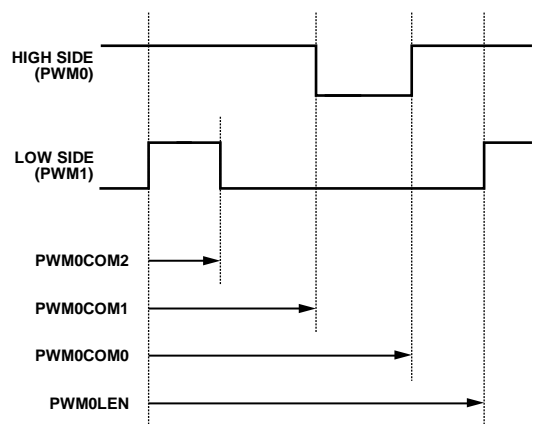 HIGH SIDE
(PWM0)
LOW SIDE
(PWM1)
PWM0COM2
PWM0COM1
PWM0COM0
PWM0LEN